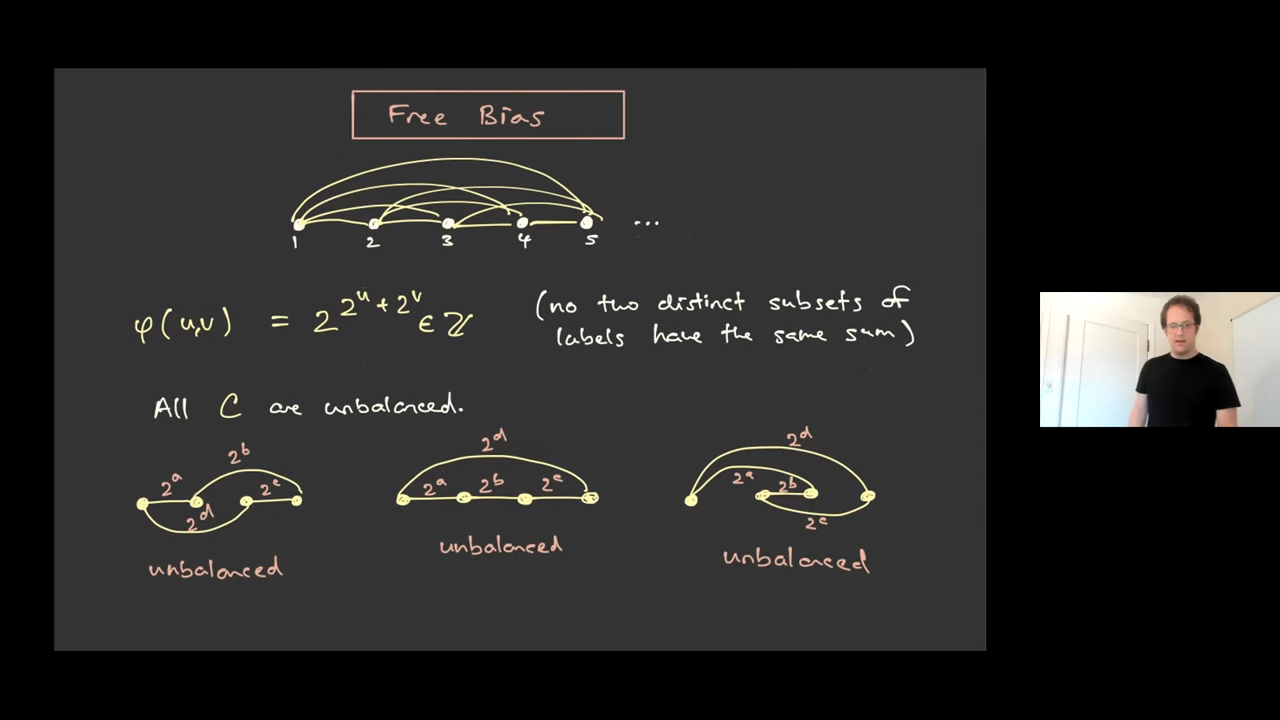 Free Bias
1 2 3 4 5 ...
φ(u,v) = 2^{2^u + 2^v} ∈ ℤ
(no two distinct subsets of
labels have the same sum)
All C are unbalanced.
2^a 2^b 2^c 2^d
2^d 2^a 2^b 2^c
2^d 2^a 2^b 2^c
unbalanced
unbalanced
unbalanced